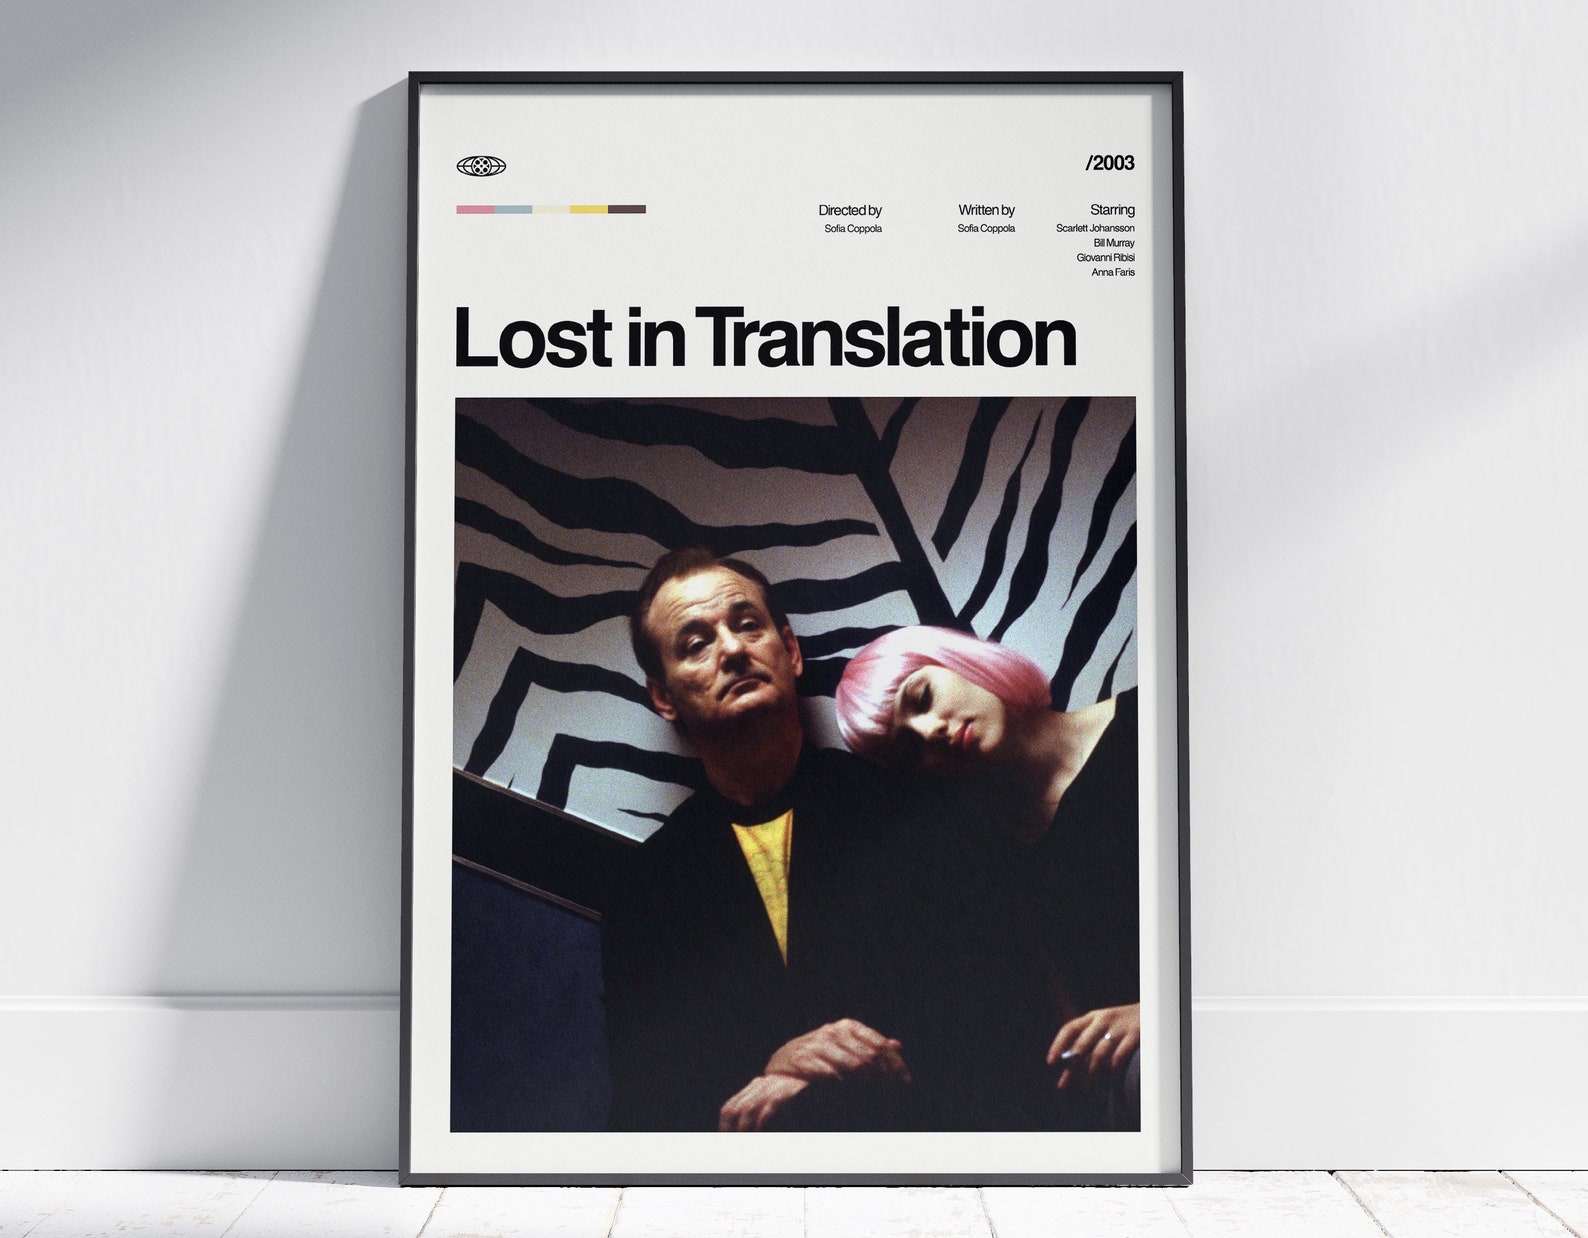 /2003
Directed by
Sofia Coppola
Written by
Sofia Coppola
Starring
Scarlett Johansson
Bill Murray
Giovanni Ribisi
Anna Faris
Lost in Translation